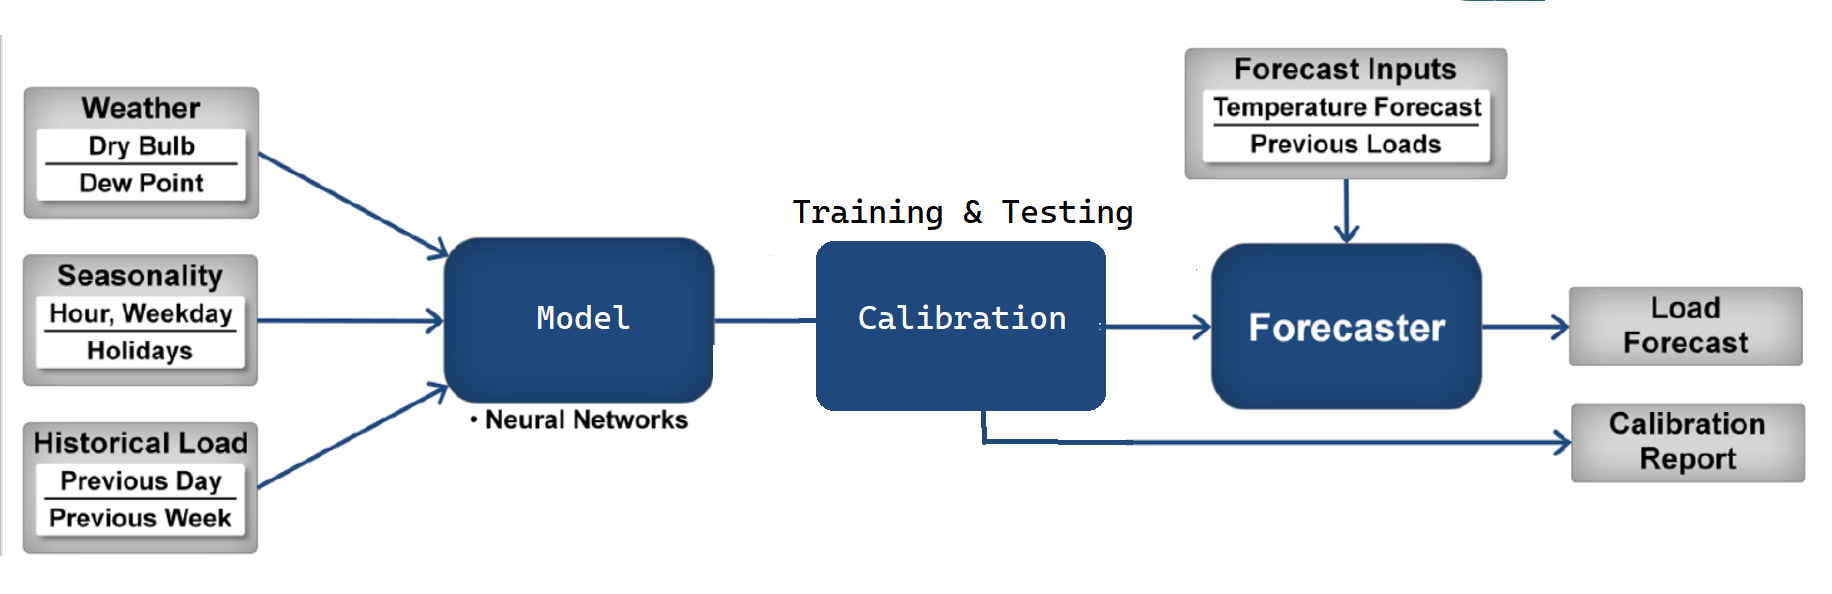 Weather
Dry Bulb
Dew Point
Seasonality
Hour, Weekday
Holidays
Historical Load
Previous Day
Previous Week
Model
• Neural Networks
Training & Testing
Calibration
Forecast Inputs
Temperature Forecast
Previous Loads
Forecaster
Load
Forecast
Calibration
Report